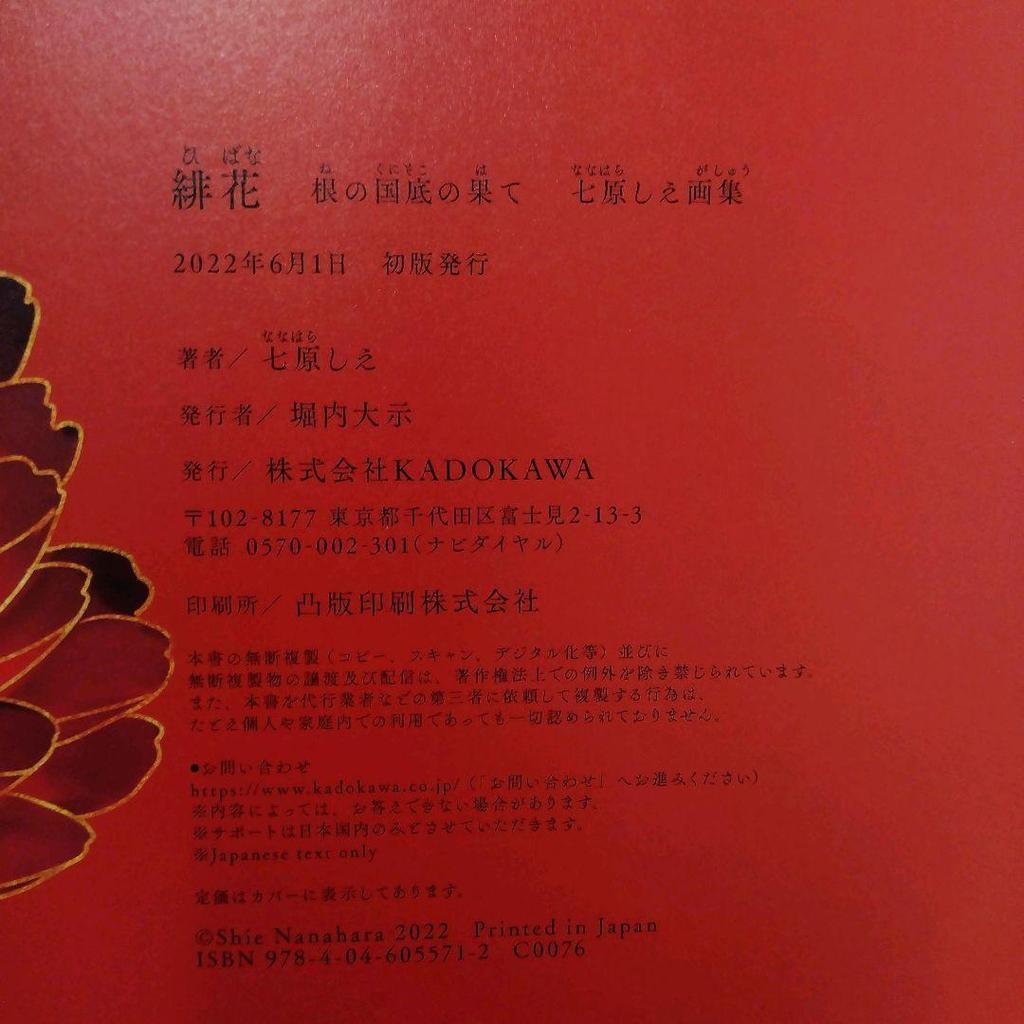 ひばな ね くにそこ は ななはら がしゅう
緋花 根の国底の果て 七原しえ画集
2022年6月1日 初版発行
ななはら
著者／七原しえ
発行者／堀内大示
発行／株式会社KADOKAWA
〒102-8177 東京都千代田区富士見2-13-3
電話 0570-002-301（ナビダイヤル）
印刷所／凸版印刷株式会社
本書の無断複製（コピー、スキャン、デジタル化等）並びに
無断複製物の譲渡及び配信は、著作権法上での例外を除き禁じられています。
また、本書を代行業者などの第三者に依頼して複製する行為は、
たとえ個人や家庭内での利用であっても一切認められておりません。
●お問い合わせ
https://www.kadokawa.co.jp/（「お問い合わせ」へお進みください）
※内容によっては、お答えできない場合があります。
※サポートは日本国内のみとさせていただきます。
※Japanese text only
定価はカバーに表示してあります。
©Shie Nanahara 2022 Printed in Japan
ISBN 978-4-04-605571-2 C0076